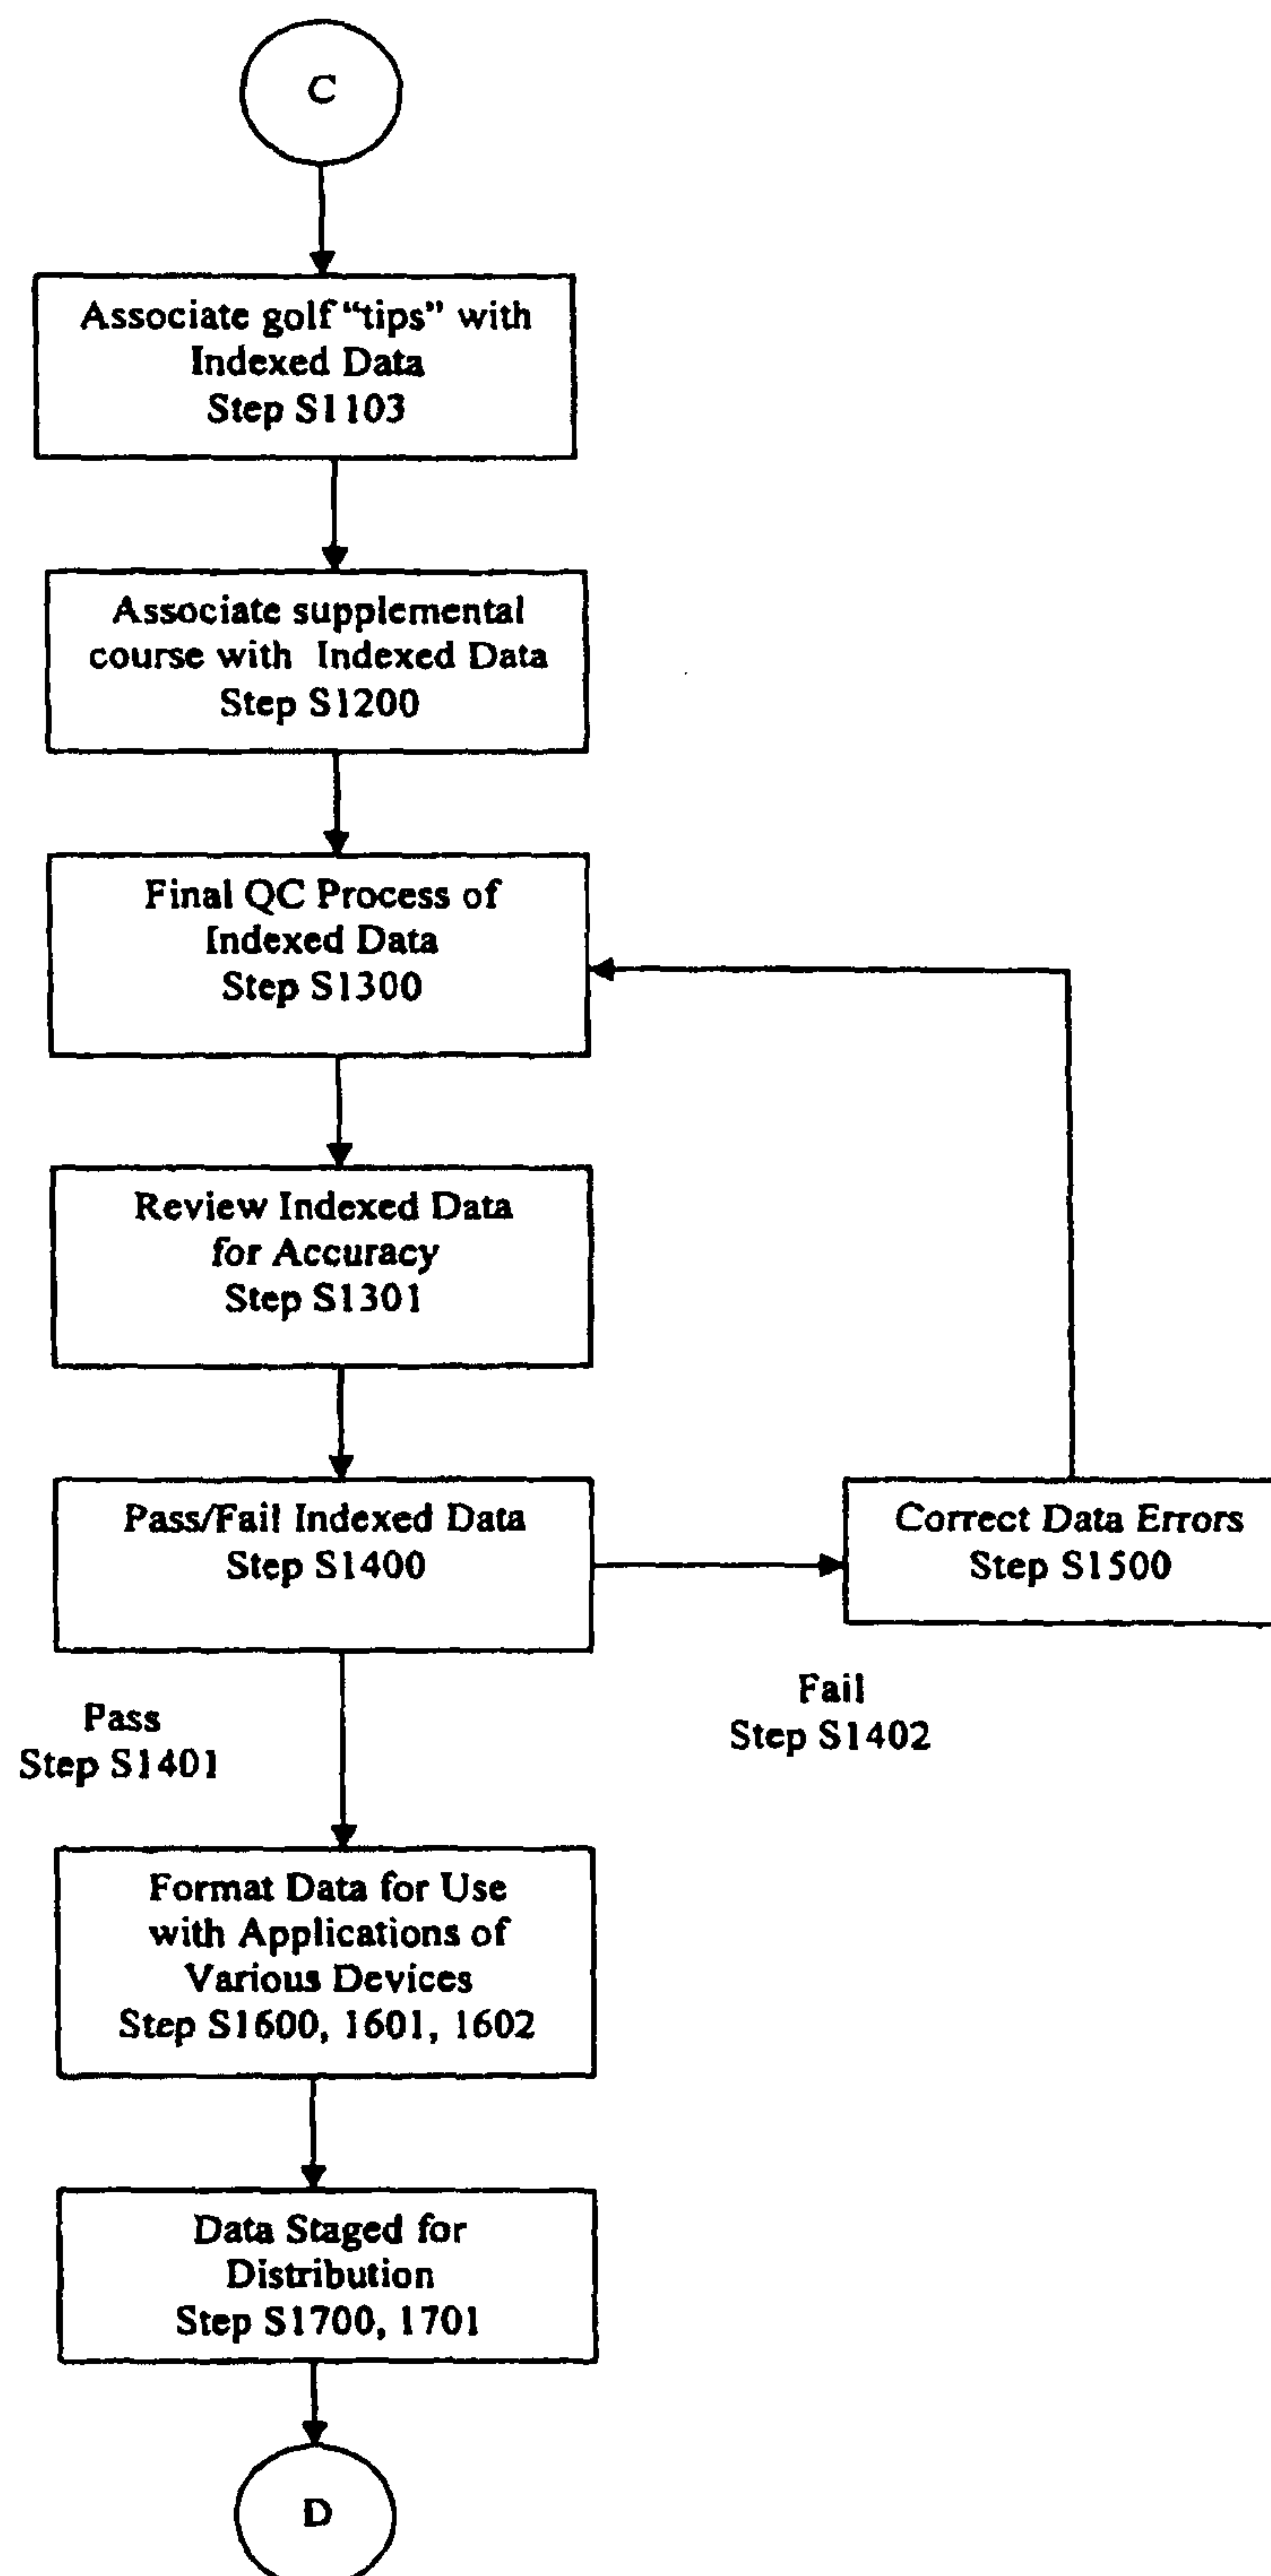 C
Associate golf “tips” with
Indexed Data
Step S1103
Associate supplemental
course with Indexed Data
Step S1200
Final QC Process of
Indexed Data
Step S1300
Review Indexed Data
for Accuracy
Step S1301
Pass/Fail Indexed Data
Step S1400
Correct Data Errors
Step S1500
Pass
Step S1401
Fail
Step S1402
Format Data for Use
with Applications of
Various Devices
Step S1600, 1601, 1602
Data Staged for
Distribution
Step S1700, 1701
D